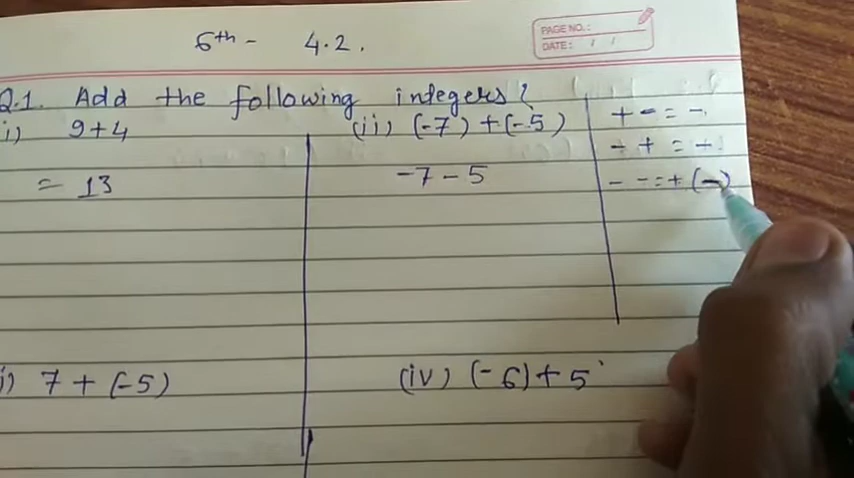 6th - 4.2.
PAGE NO.:
DATE: / /
Q.1. Add the following integers?
i) 9+4
= 13
(ii) (-7) + (-5)
-7 - 5
+ - = -
- + = -
- - = + (-)
i) 7 + (-5)
(iv) (-6) + 5